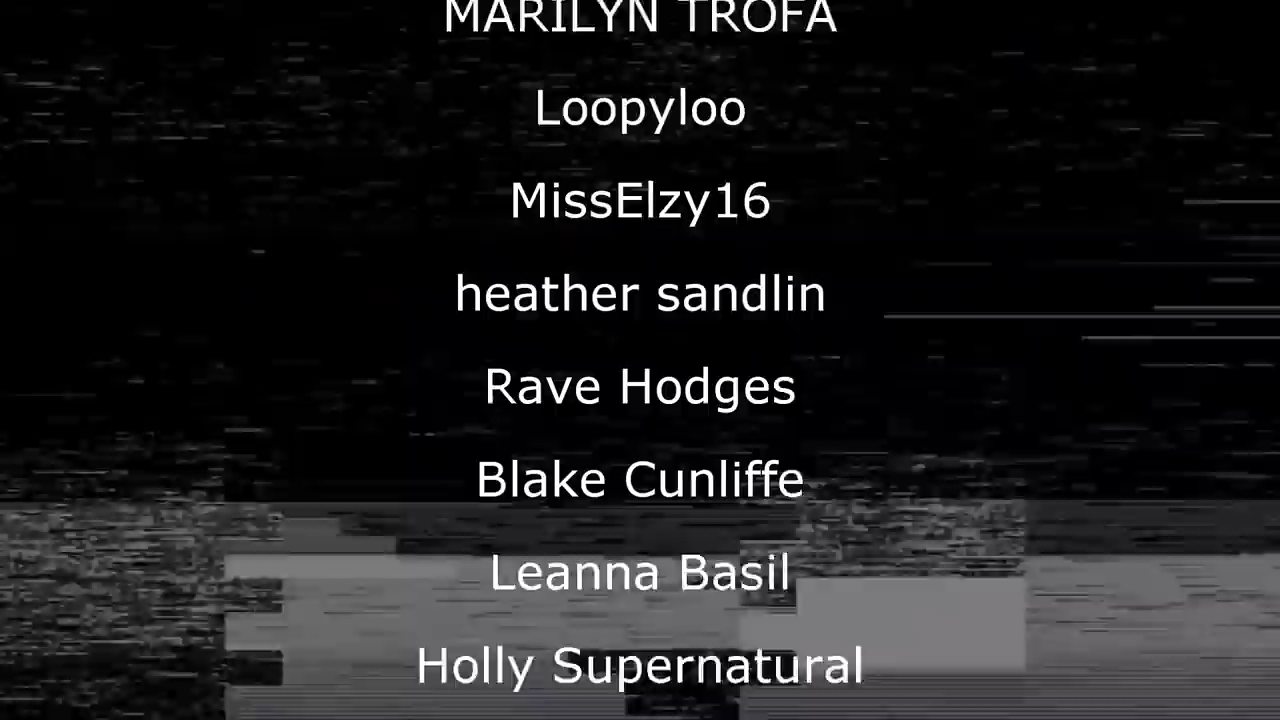 MARILYN TROFA
Loopyloo
MissElzy16
heather sandlin
Rave Hodges
Blake Cunliffe
Leanna Basil
Holly Supernatural